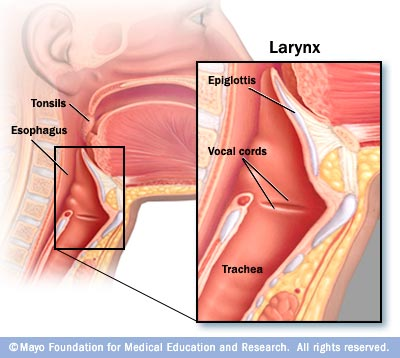 Larynx
Tonsils
Esophagus
Epiglottis
Vocal cords
Trachea
© Mayo Foundation for Medical Education and Research. All rights reserved.